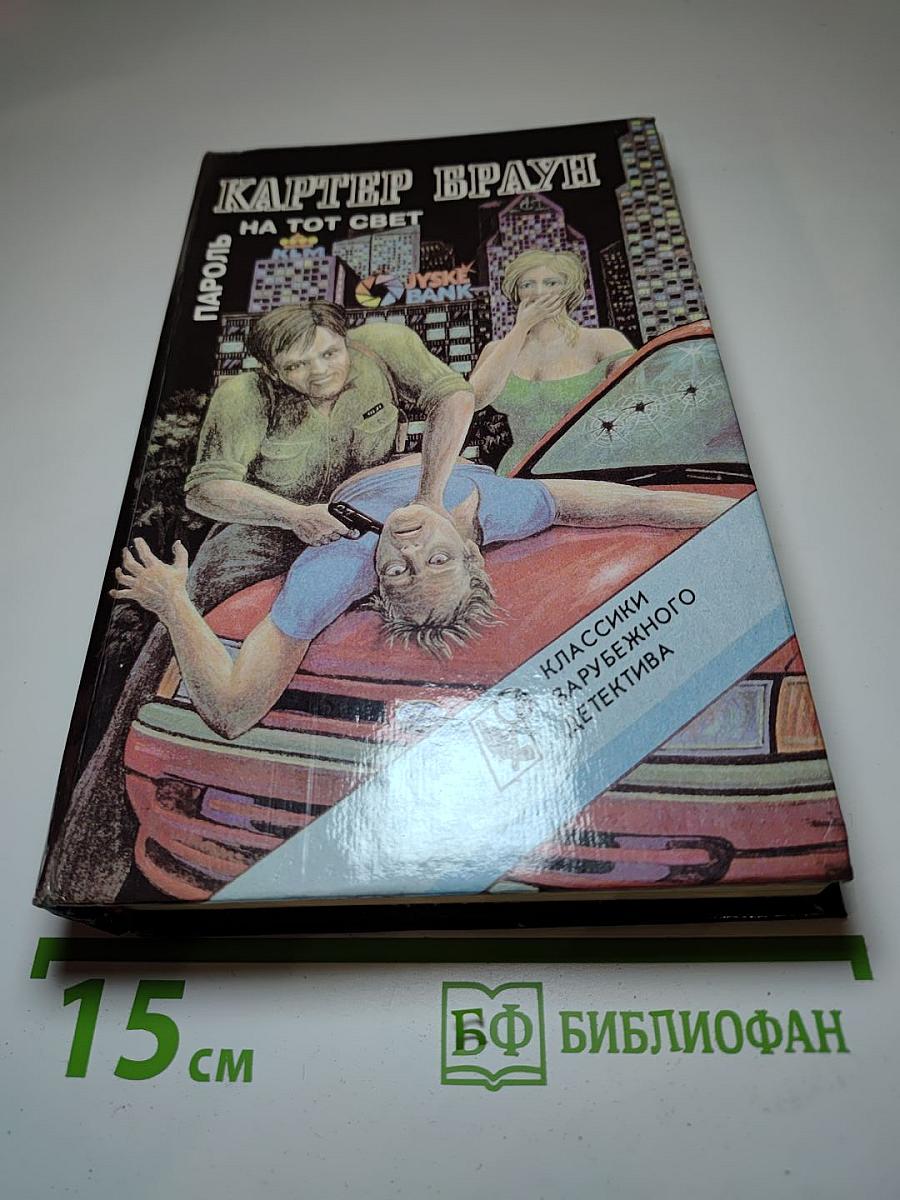 КАРТЕР БРАУН
ПАРОЛЬ
НА ТОТ СВЕТ
KLM
JYSKE
BANK
КЛАССИКИ
ЗАРУБЕЖНОГО
ДЕТЕКТИВА
15 см
БФ БИБЛИОФАН